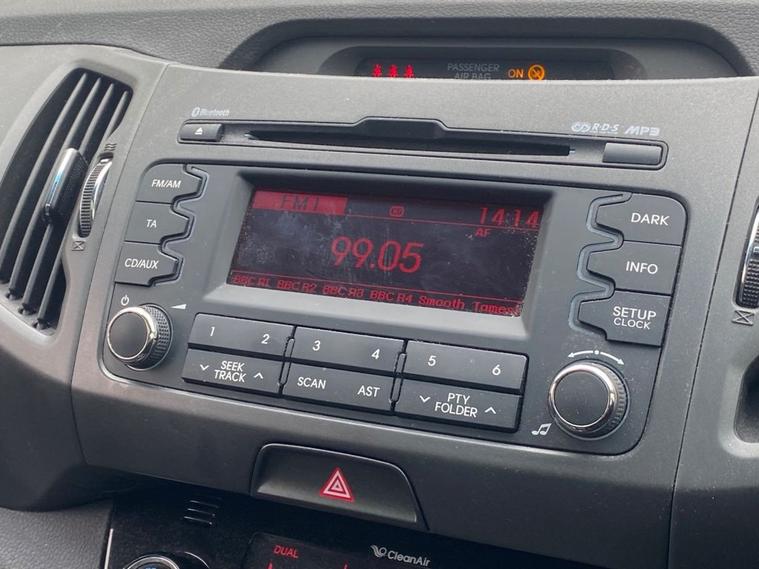 PASSENGER
AIR BAG ON
Bluetooth
R·D·S MP3
FM/AM
TA
CD/AUX
FM1 14:14
AF
99.05
BBC R1 BBC R2 BBC R3 BBC R4 Smooth Tames
DARK
INFO
SETUP
CLOCK
1 2 3 4 5 6
SEEK
TRACK
SCAN AST
PTY
FOLDER
DUAL
CleanAir